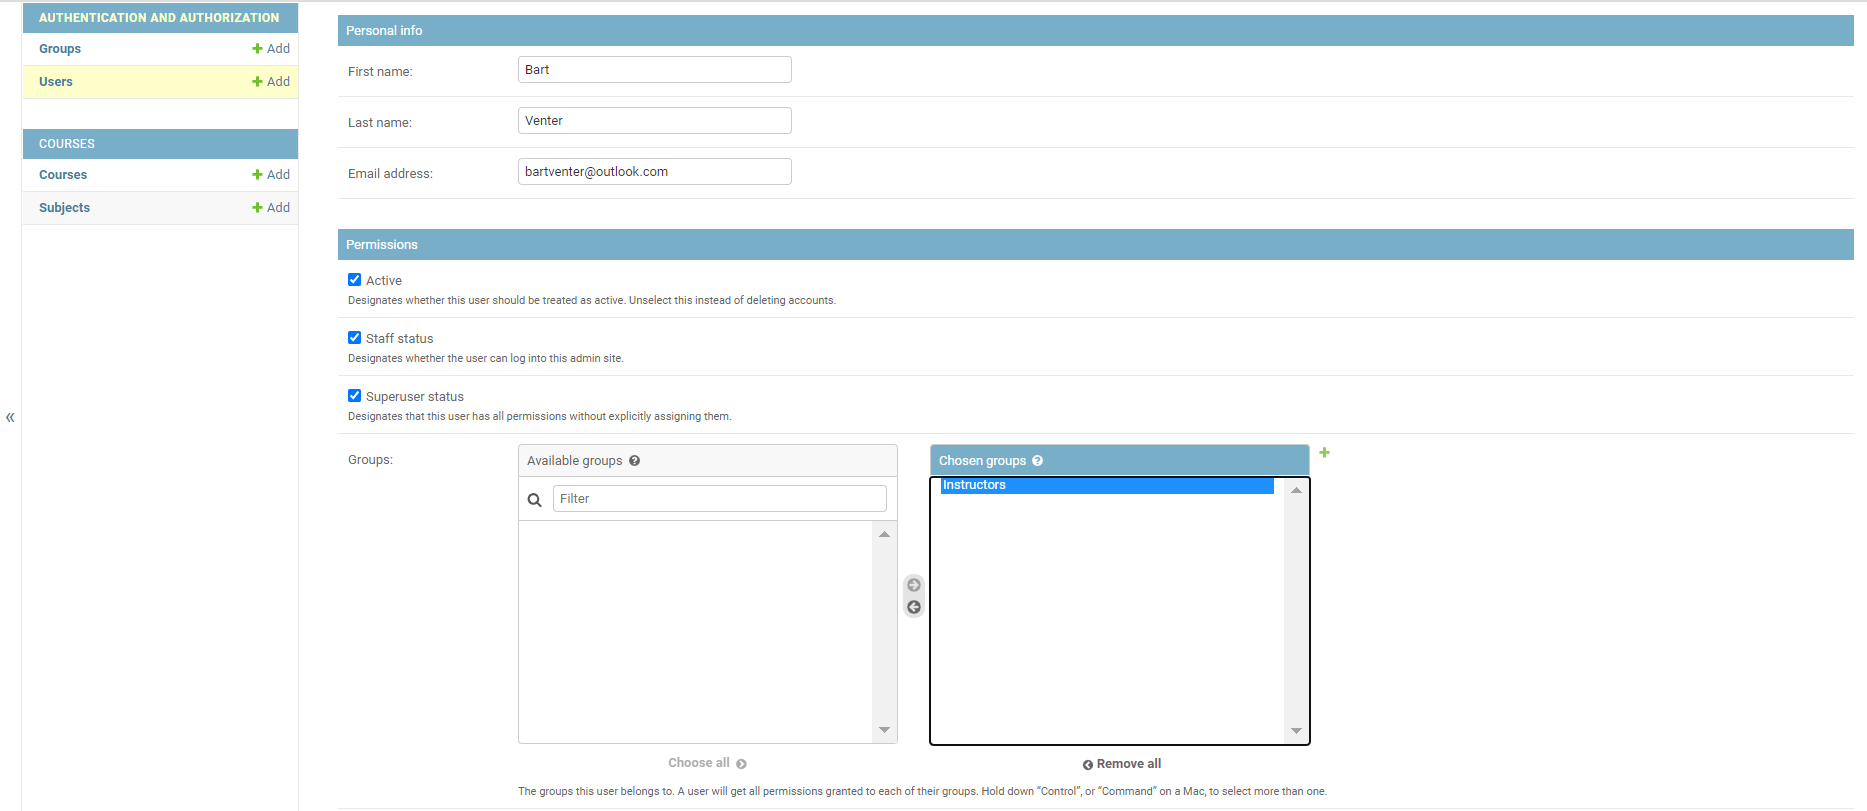 AUTHENTICATION AND AUTHORIZATION
Groups Add
Users Add
COURSES
Courses Add
Subjects Add
«
Personal info
First name: Bart
Last name: Venter
Email address: bartventer@outlook.com
Permissions
Active
Designates whether this user should be treated as active. Unselect this instead of deleting accounts.
Staff status
Designates whether the user can log into this admin site.
Superuser status
Designates that this user has all permissions without explicitly assigning them.
Groups:
Available groups ?
Filter
Choose all
Chosen groups ?
Instructors
Remove all
The groups this user belongs to. A user will get all permissions granted to each of their groups. Hold down “Control”, or “Command” on a Mac, to select more than one.